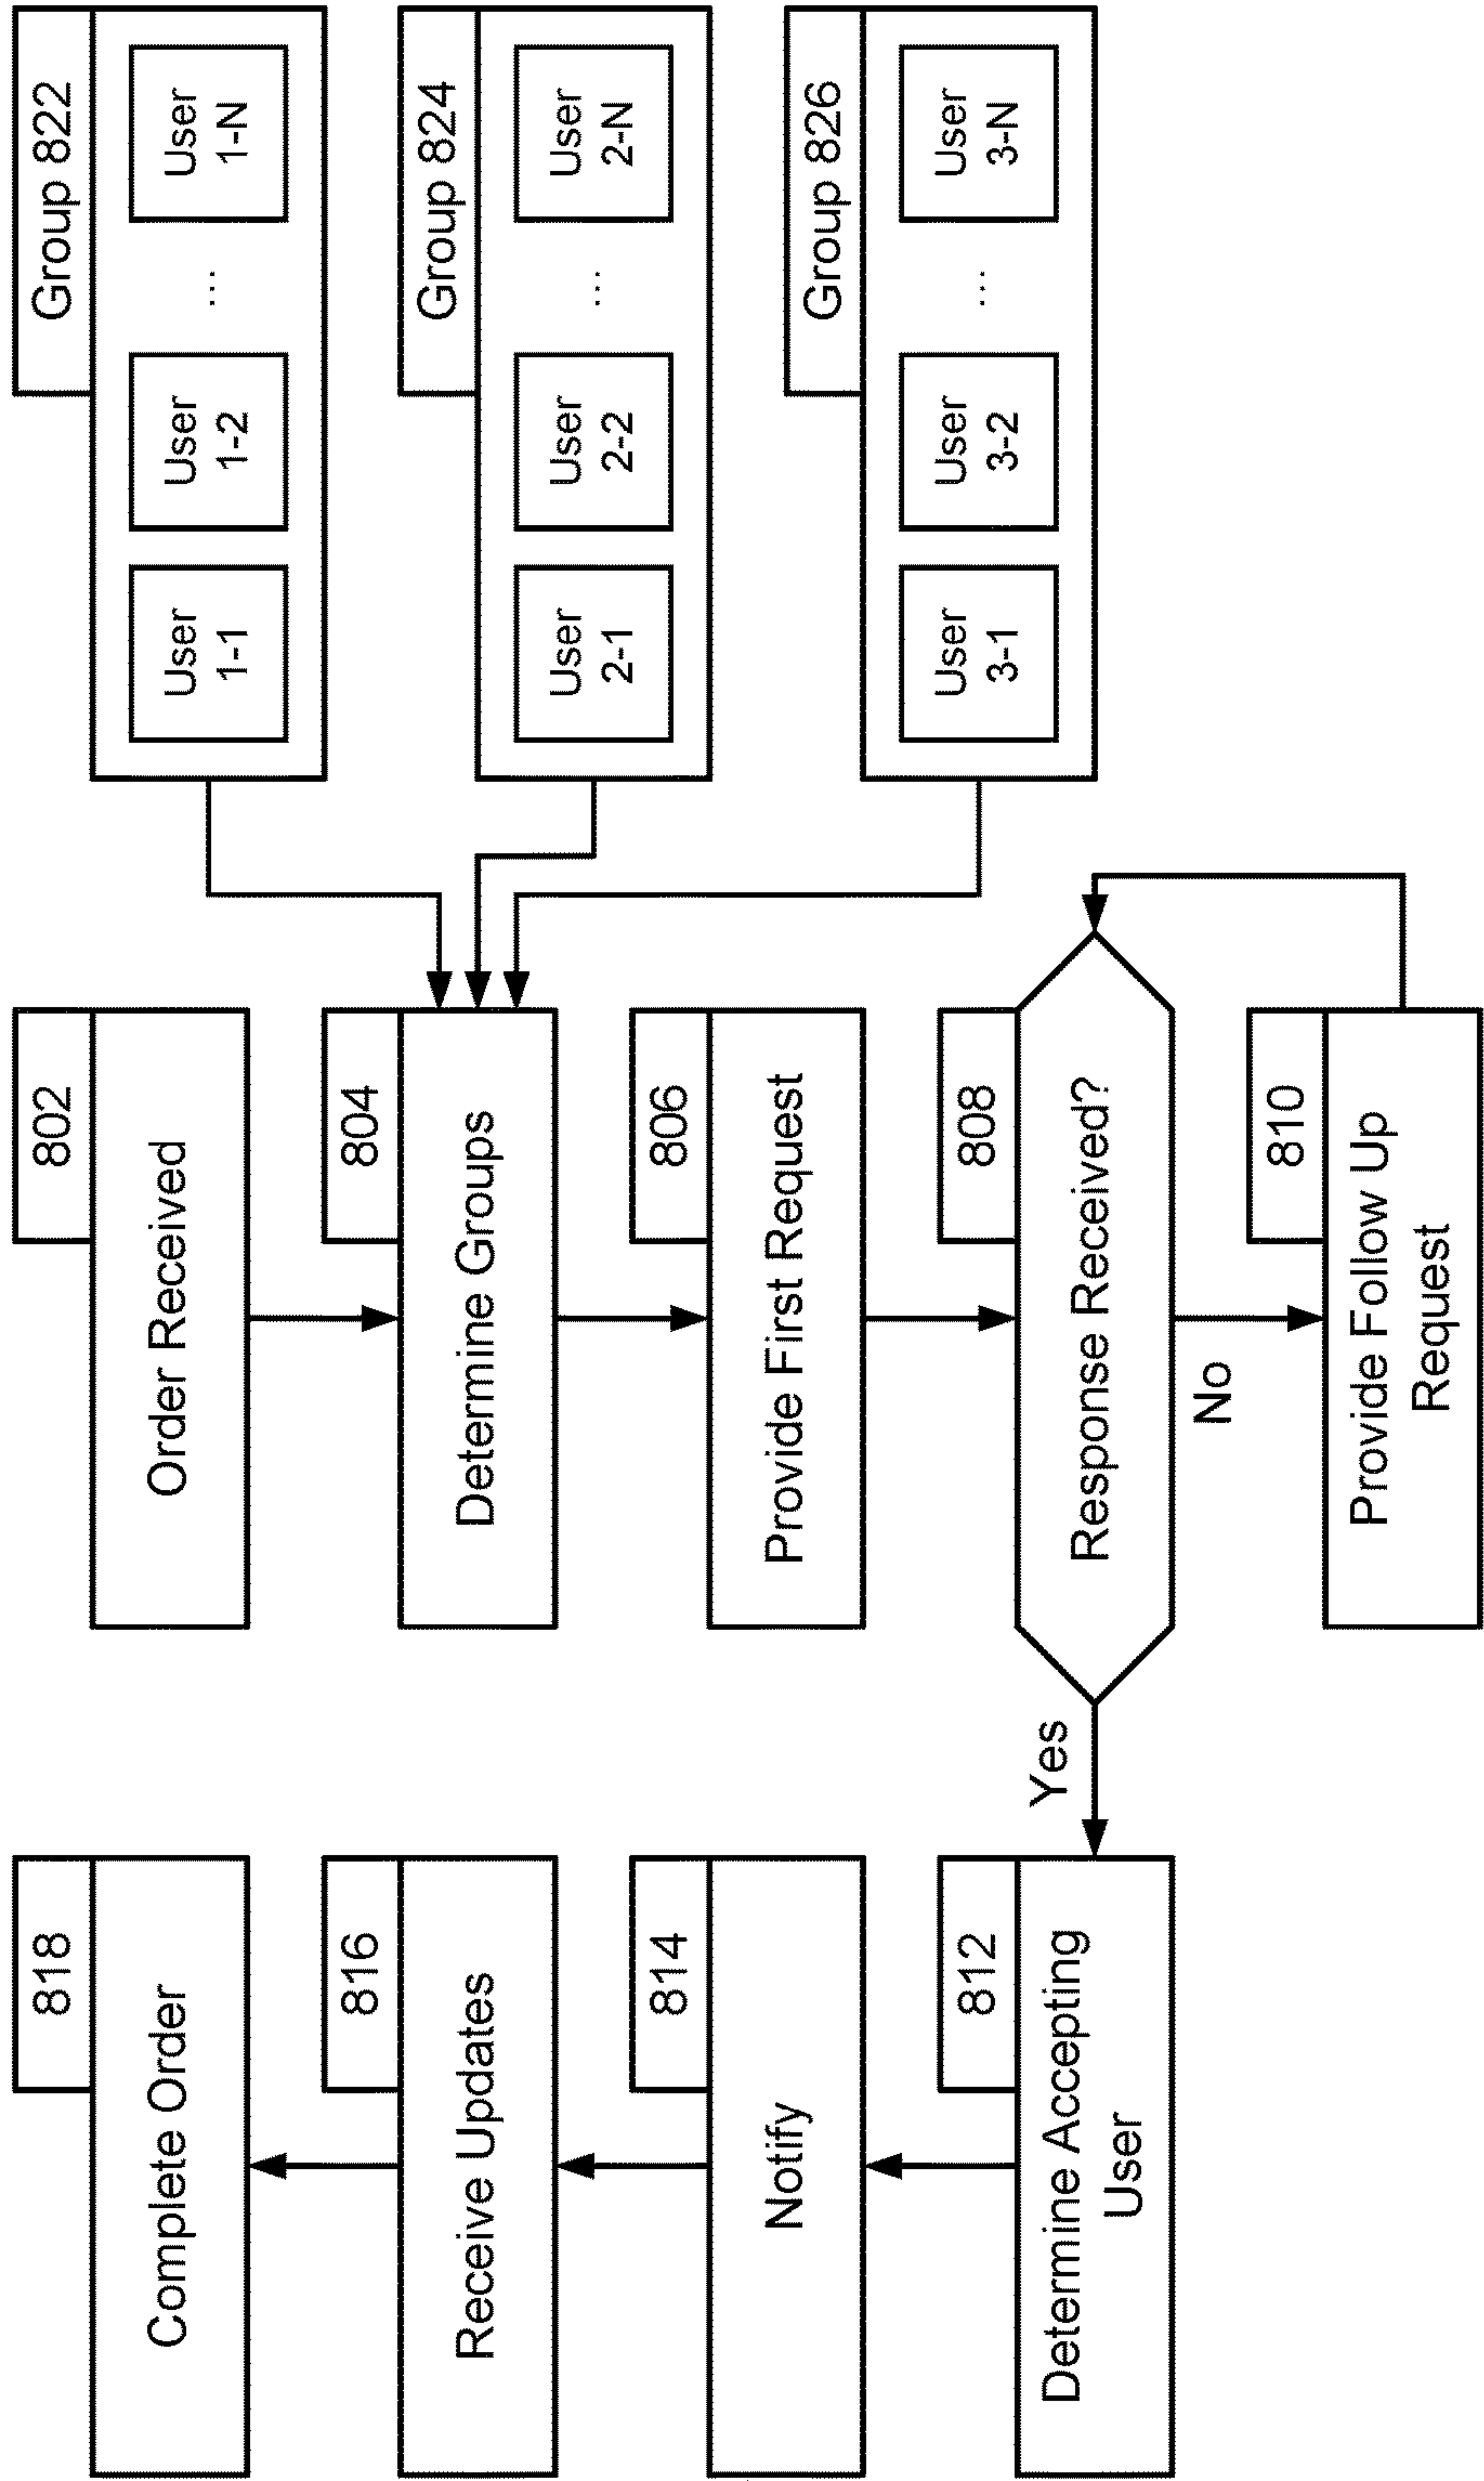 818
Complete Order
816
Receive Updates
814
Notify
812
Determine Accepting
User
Yes
802
Order Received
804
Determine Groups
806
Provide First Request
808
Response Received?
No
810
Provide Follow Up
Request
Group 822
User
1-1
User
1-2
...
User
1-N
Group 824
User
2-1
User
2-2
...
User
2-N
Group 826
User
3-1
User
3-2
...
User
3-N